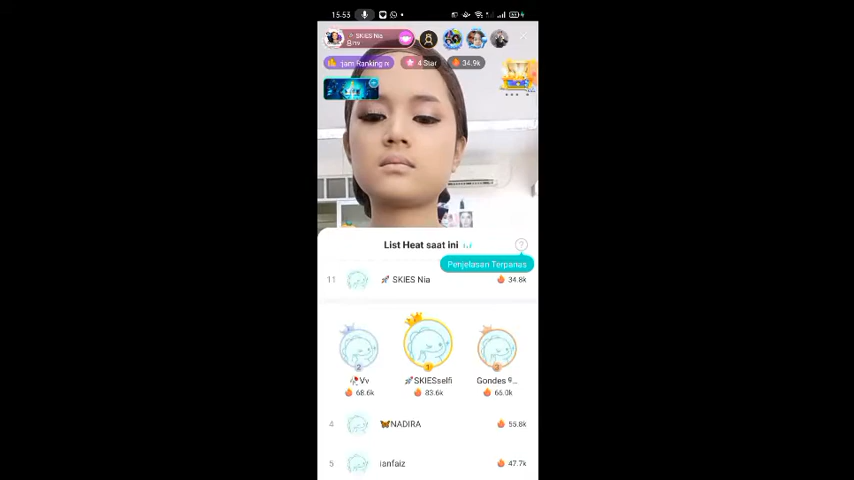 15.55
SKIES Nia
4 Star
34.9k
List Heat saat ini
?
Penjelasan Terpanas
11 SKIES Nia 34.8k
2 1 3
Vv SKIESselfi Gondes 9...
68.6k 83.6k 66.0k
4 NADIRA 55.8k
5 ianfaiz 47.7k